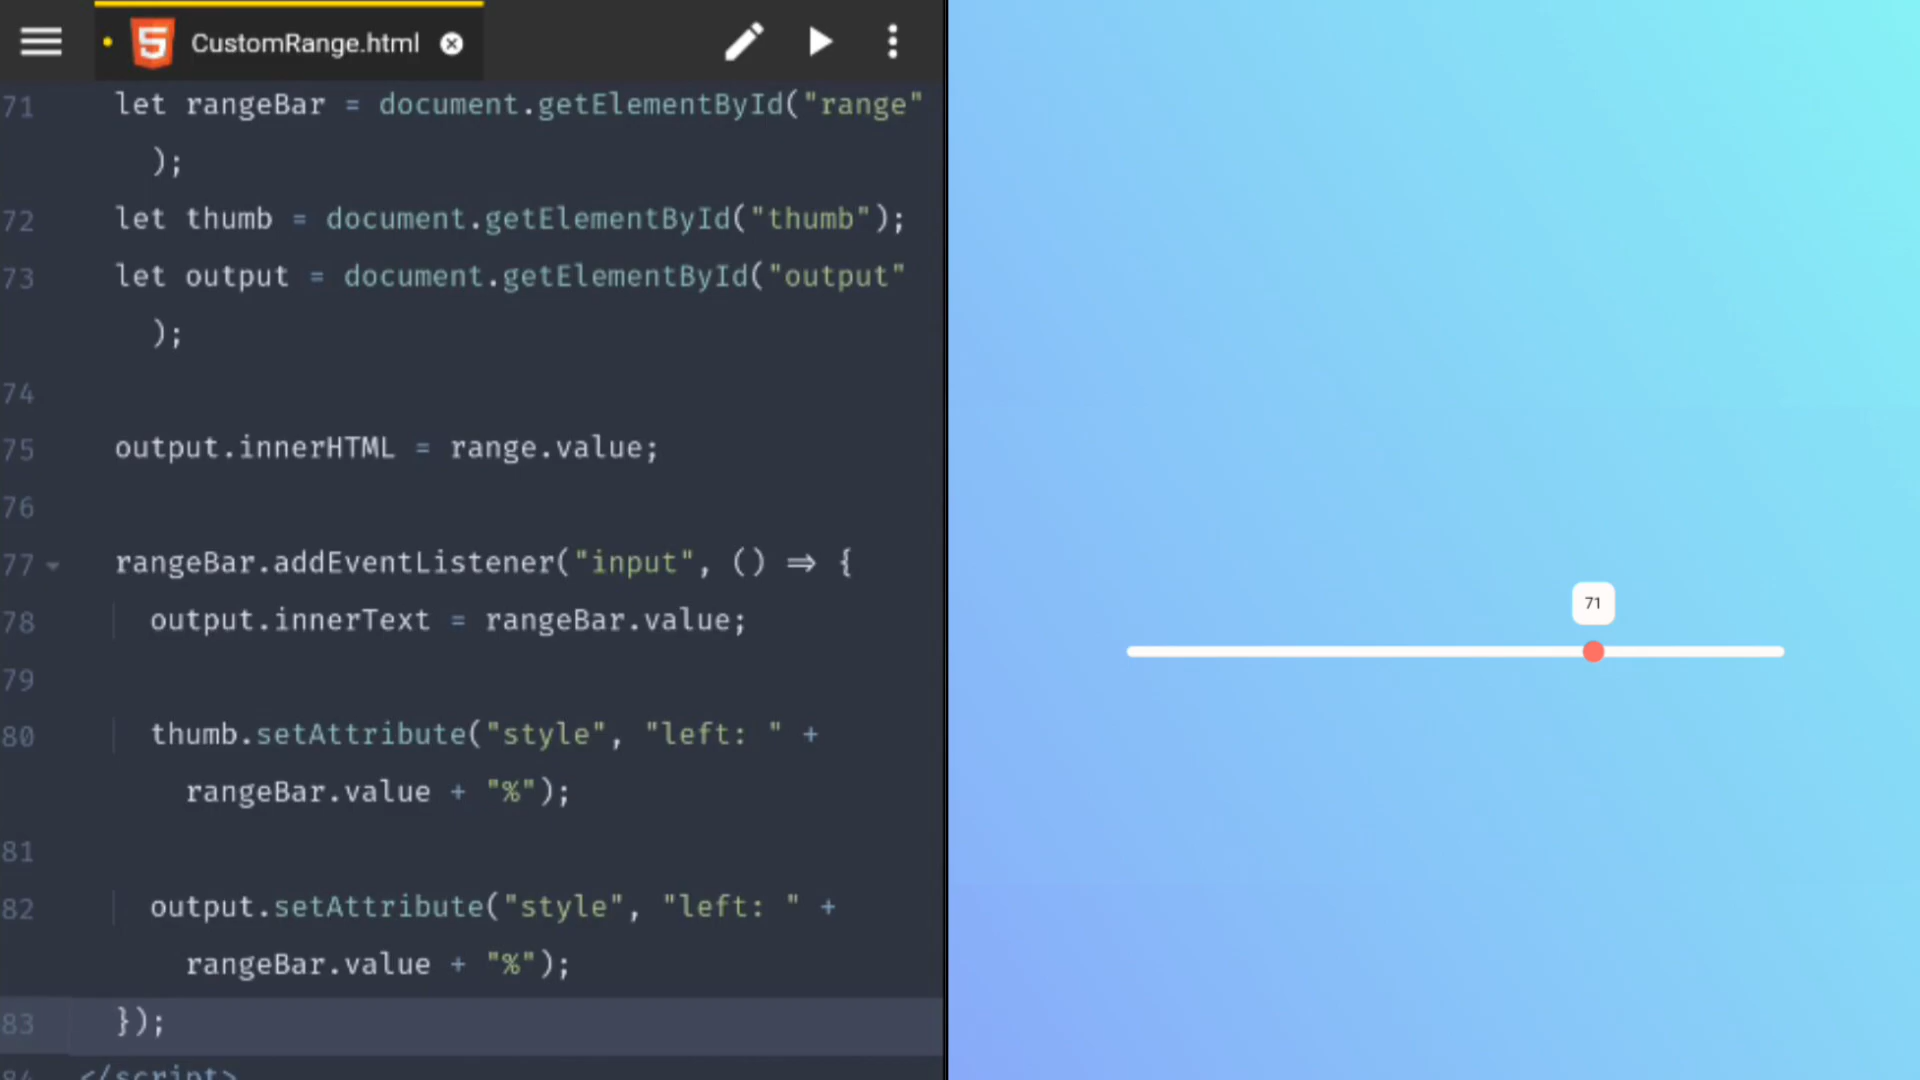 CustomRange.html
71 let rangeBar = document.getElementById("range"
);
72 let thumb = document.getElementById("thumb");
73 let output = document.getElementById("output"
);
74
75 output.innerHTML = range.value;
76
77 rangeBar.addEventListener("input", () => {
78 output.innerText = rangeBar.value;
79
80 thumb.setAttribute("style", "left: " +
rangeBar.value + "%");
81
82 output.setAttribute("style", "left: " +
rangeBar.value + "%");
83 });
84 </script>
71